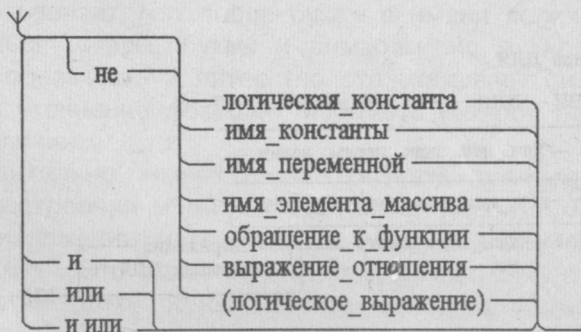 не
логическая_константа
имя_константы
имя_переменной
имя_элемента_массива
обращение_к_функции
и
выражение_отношения
или
(логическое_выражение)
и или